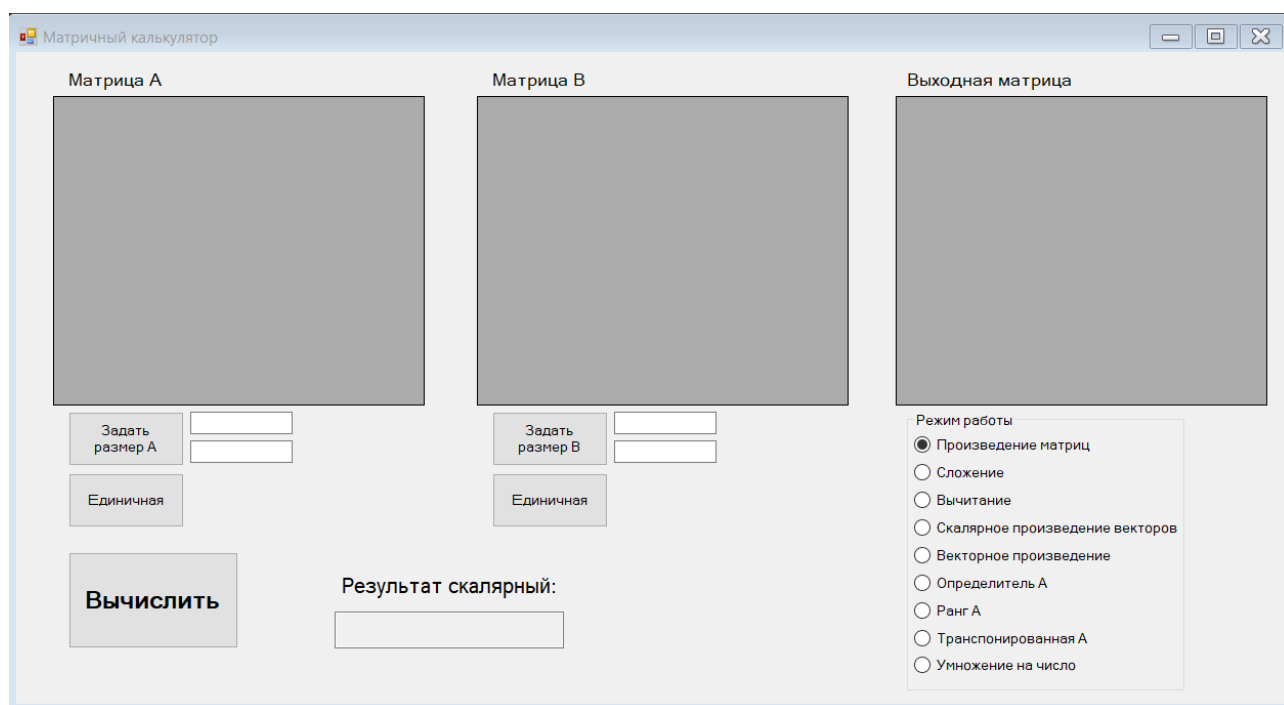 Матричный калькулятор
Матрица A
Матрица B
Выходная матрица
Задать
размер A
Задать
размер B
Единичная
Единичная
Вычислить
Результат скалярный:
Режим работы
Произведение матриц
Сложение
Вычитание
Скалярное произведение векторов
Векторное произведение
Определитель A
Ранг A
Транспонированная A
Умножение на число